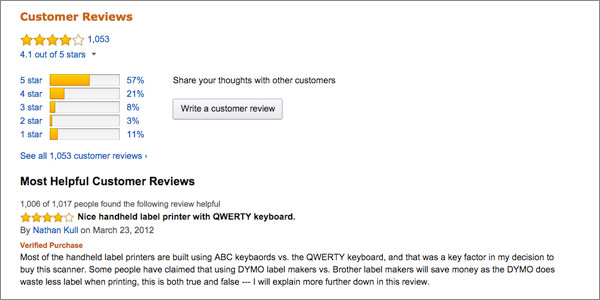 Customer Reviews
1,053
4.1 out of 5 stars
5 star 57%
4 star 21%
3 star 8%
2 star 3%
1 star 11%
Share your thoughts with other customers
Write a customer review
See all 1,053 customer reviews ›
Most Helpful Customer Reviews
1,006 of 1,017 people found the following review helpful
Nice handheld label printer with QWERTY keyboard.
By Nathan Kull on March 23, 2012
Verified Purchase
Most of the handheld label printers are built using ABC keybaords vs. the QWERTY keyboard, and that was a key factor in my decision to
buy this scanner. Some people have claimed that using DYMO label makers vs. Brother label makers will save money as the DYMO does
waste less label when printing, this is both true and false --- I will explain more further down in this review.